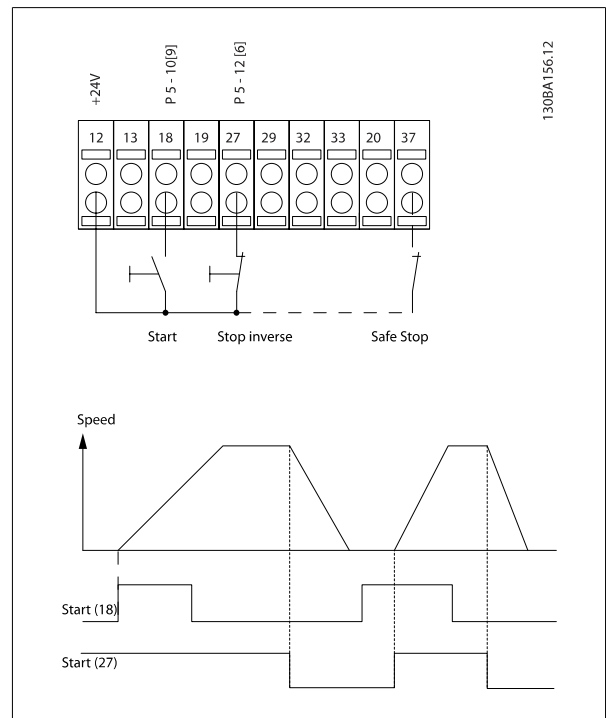 +24V
P 5 - 10[9]
P 5 - 12 [6]
130BA156.12
12 13 18 19 27 29 32 33 20 37
Start Stop inverse Safe Stop
Speed
Start (18)
Start (27)